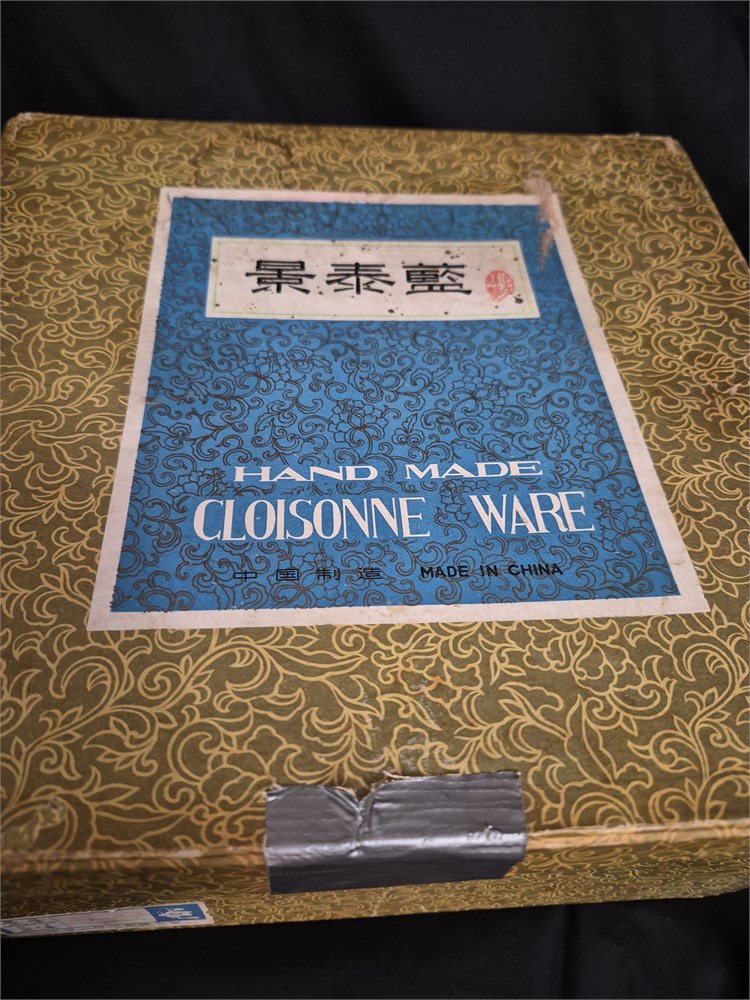 景泰藍
HAND MADE
CLOISONNE WARE
中国制造 MADE IN CHINA